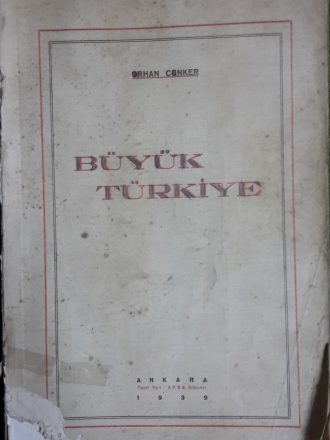 ORHAN CONKER
BÜYÜK
TÜRKİYE
ANKARA
1939